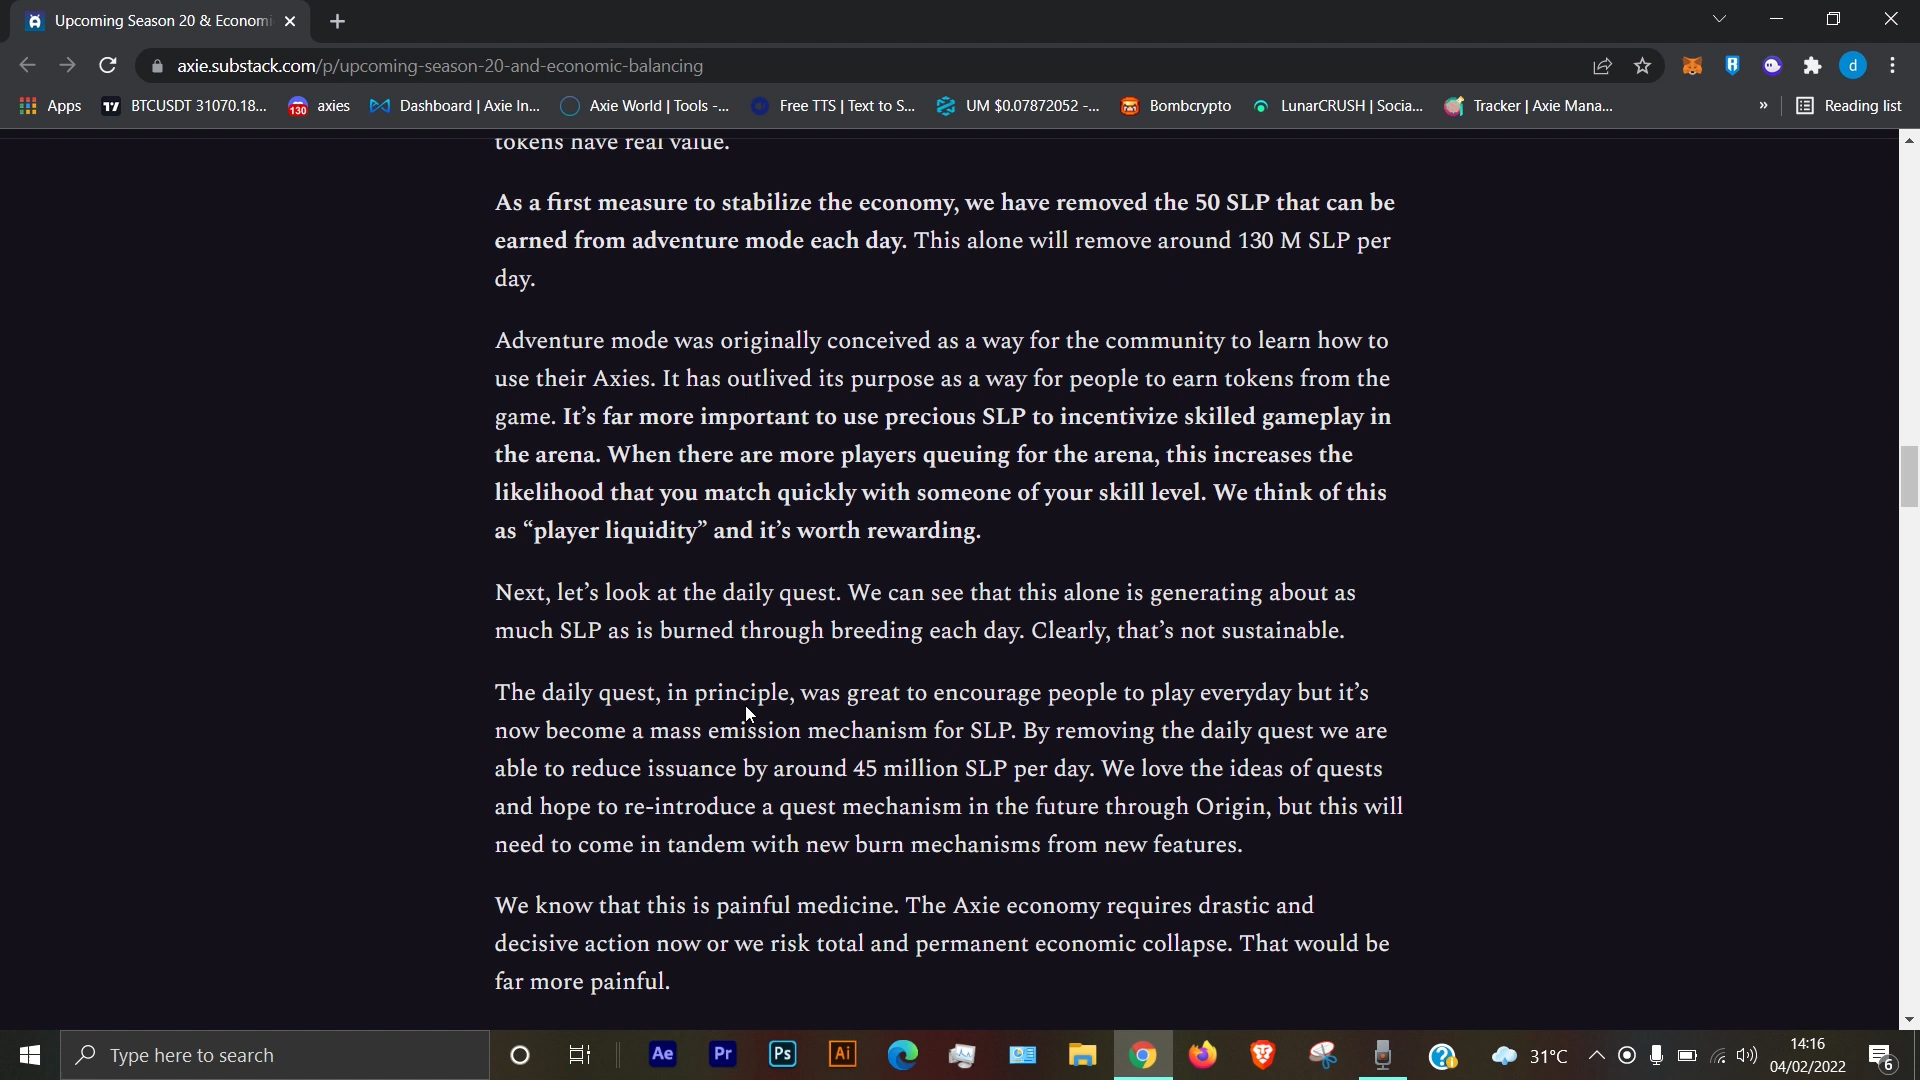 Upcoming Season 20 & Economi
axie.substack.com/p/upcoming-season-20-and-economic-balancing
d
Apps
BTCUSDT 31070.18...
130
axies
Dashboard | Axie In...
Axie World | Tools -...
Free TTS | Text to S...
UM $0.07872052 -...
Bombcrypto
LunarCRUSH | Socia...
Tracker | Axie Mana...
»
Reading list
tokens have real value.
As a first measure to stabilize the economy, we have removed the 50 SLP that can be
earned from adventure mode each day. This alone will remove around 130 M SLP per
day.
Adventure mode was originally conceived as a way for the community to learn how to
use their Axies. It has outlived its purpose as a way for people to earn tokens from the
game. It’s far more important to use precious SLP to incentivize skilled gameplay in
the arena. When there are more players queuing for the arena, this increases the
likelihood that you match quickly with someone of your skill level. We think of this
as “player liquidity” and it’s worth rewarding.
Next, let’s look at the daily quest. We can see that this alone is generating about as
much SLP as is burned through breeding each day. Clearly, that’s not sustainable.
The daily quest, in principle, was great to encourage people to play everyday but it’s
now become a mass emission mechanism for SLP. By removing the daily quest we are
able to reduce issuance by around 45 million SLP per day. We love the ideas of quests
and hope to re-introduce a quest mechanism in the future through Origin, but this will
need to come in tandem with new burn mechanisms from new features.
We know that this is painful medicine. The Axie economy requires drastic and
decisive action now or we risk total and permanent economic collapse. That would be
far more painful.
Type here to search
Ae
Pr
Ps
Ai
31°C
14:16
04/02/2022
6